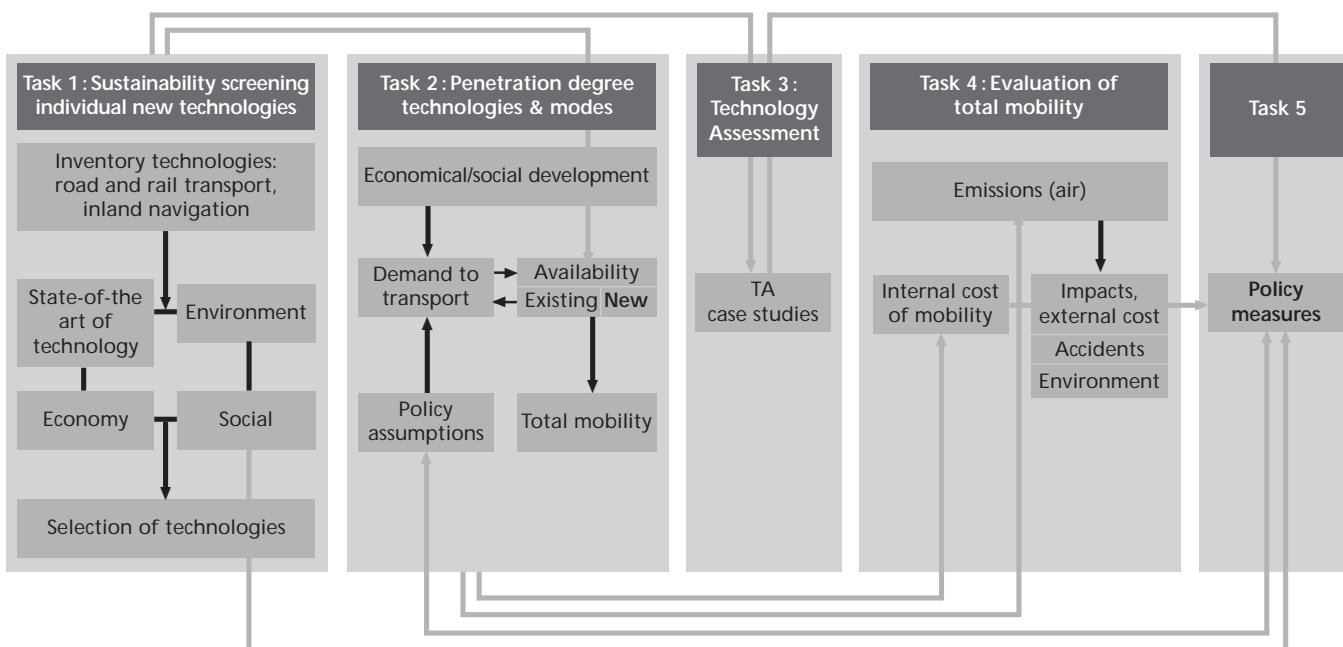 Task 1: Sustainability screening
individual new technologies
Inventory technologies:
road and rail transport,
inland navigation
State-of-the
art of
technology
Environment
Economy
Social
Selection of technologies
Task 2: Penetration degree
technologies & modes
Economical/social development
Demand to
transport
Availability
Existing New
Policy
assumptions
Total mobility
Task 3:
Technology
Assessment
TA
case studies
Task 4: Evaluation of
total mobility
Emissions (air)
Internal cost
of mobility
Impacts,
external cost
Accidents
Environment
Task 5
Policy
measures